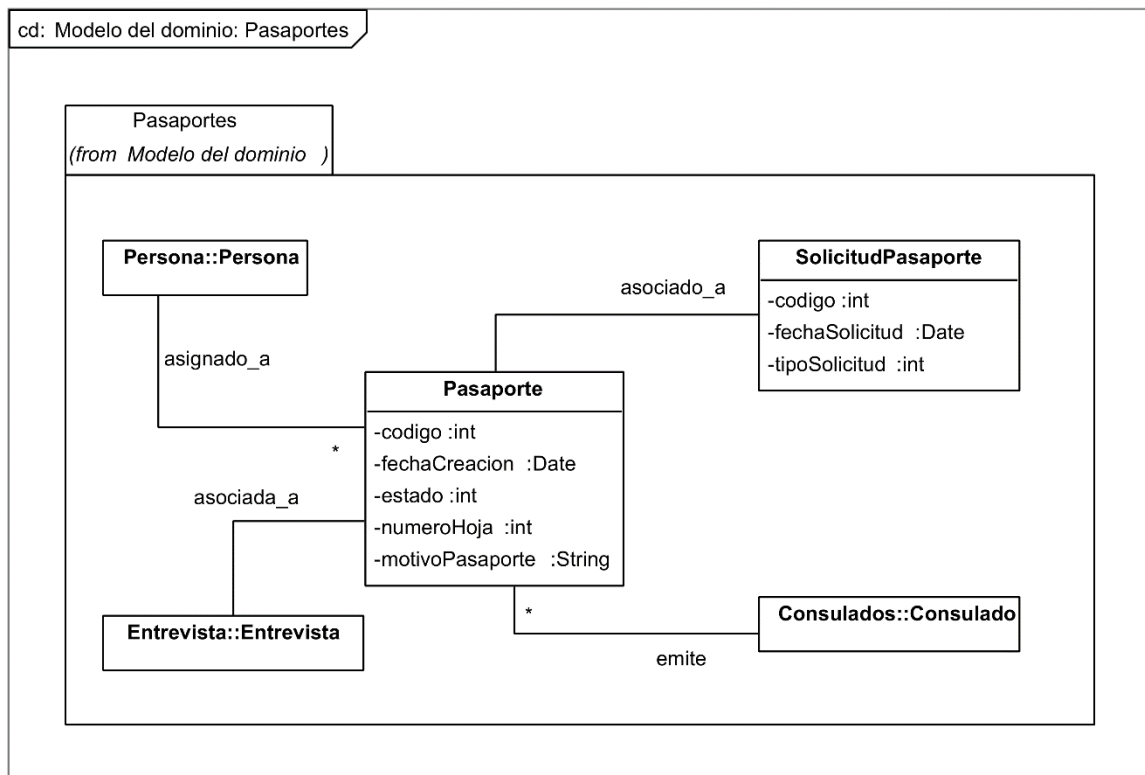 cd: Modelo del dominio: Pasaportes
Pasaportes
(from Modelo del dominio )
Persona::Persona
SolicitudPasaporte
-codigo :int
-fechaSolicitud :Date
-tipoSolicitud :int
asociado_a
asignado_a
Pasaporte
-codigo :int
-fechaCreacion :Date
-estado :int
-numeroHoja :int
-motivoPasaporte :String
*
asociada_a
Entrevista::Entrevista
*
Consulados::Consulado
emite